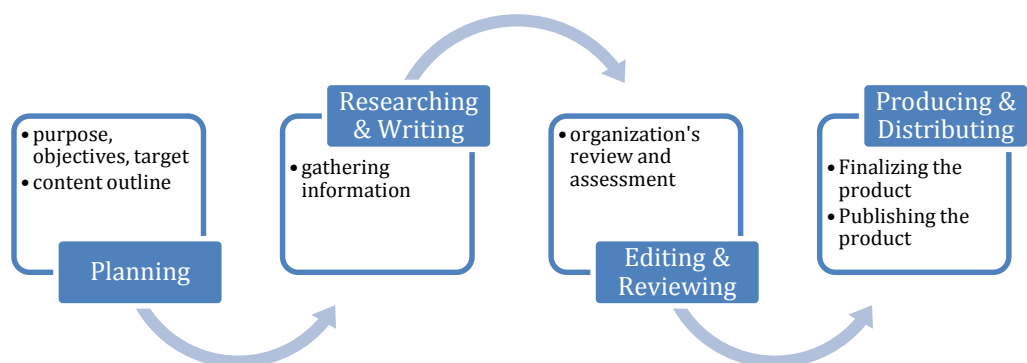 • purpose,
objectives, target
• content outline
Planning
Researching
& Writing
• gathering
information
• organization's
review and
assessment
Editing &
Reviewing
Producing &
Distributing
• Finalizing the
product
• Publishing the
product